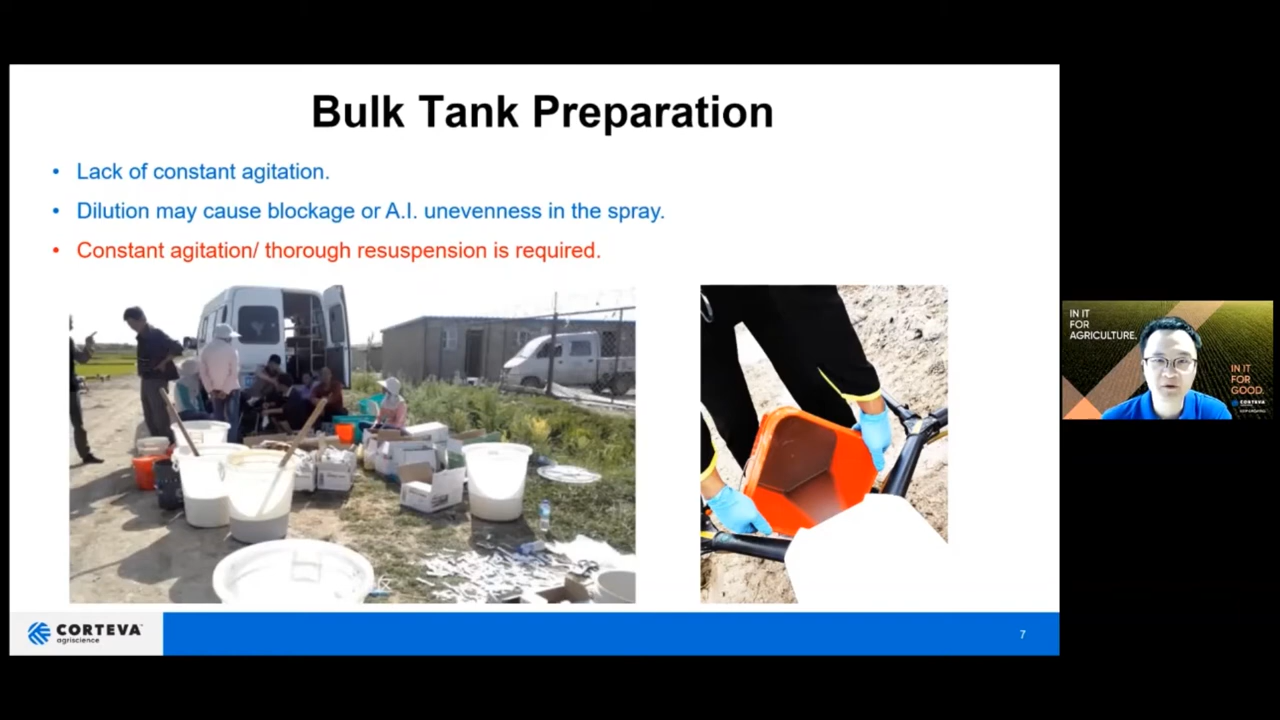 Bulk Tank Preparation
• Lack of constant agitation.
• Dilution may cause blockage or A.I. unevenness in the spray.
• Constant agitation/ thorough resuspension is required.
IN IT
FOR
AGRICULTURE.
IN IT
FOR
GOOD.
CORTEVA
CORTEVA
agriscience
7